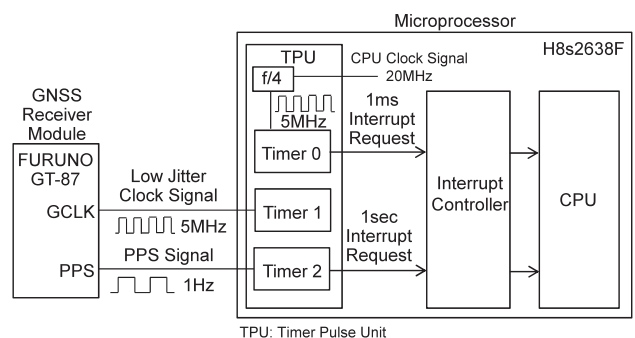 Microprocessor
H8s2638F
TPU
CPU Clock Signal
20MHz
f/4
5MHz
GNSS
Receiver
Module
FURUNO
GT-87
GCLK
PPS
Low Jitter
Clock Signal
5MHz
PPS Signal
1Hz
Timer 0
Timer 1
Timer 2
1ms
Interrupt
Request
1sec
Interrupt
Request
Interrupt
Controller
CPU
TPU: Timer Pulse Unit